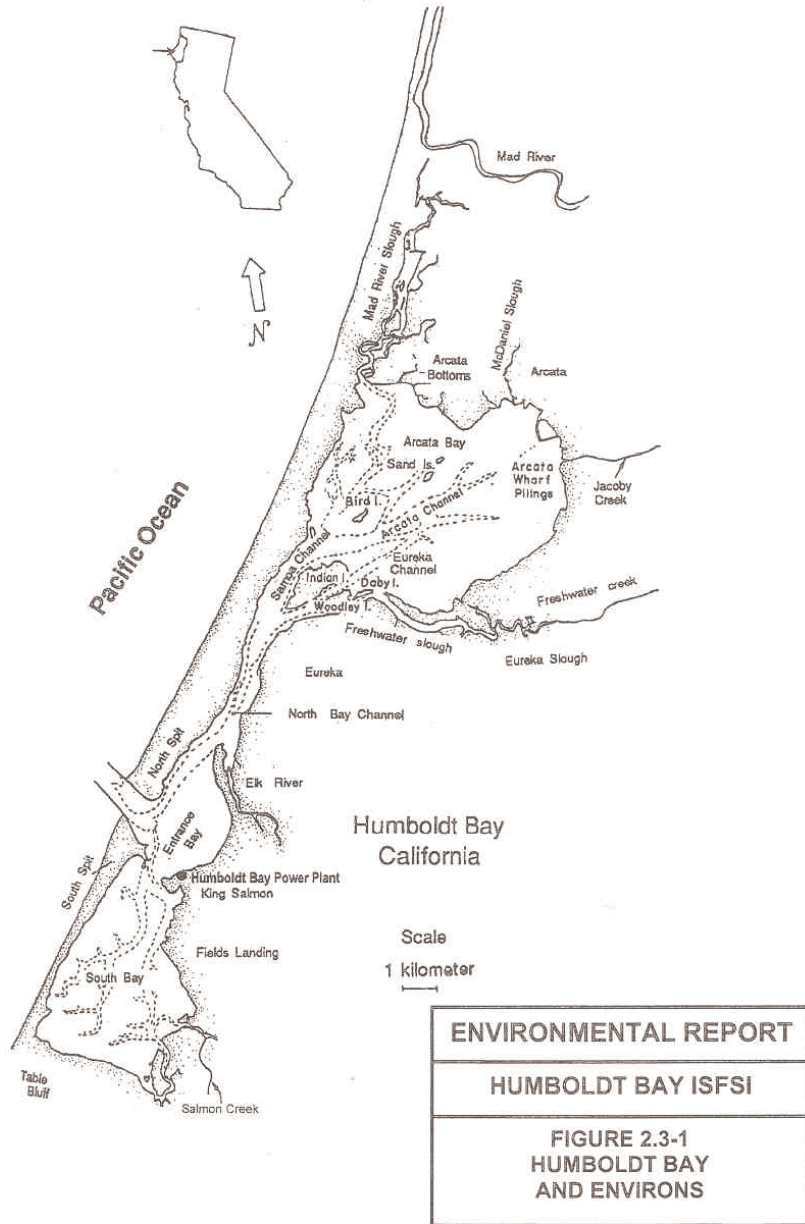 Mad River
N
Mad River Slough
McDaniel Slough
Arcata
Bottoms
Arcata
Arcata Bay
Sand Is.
Arcata
Wharf
Pilings
Jacoby
Creek
Bird I.
Arcata Channel
Pacific Ocean
Samoa Channel
Eureka
Channel
Indian I.
Daby I.
Woodley I.
Freshwater creek
Freshwater slough
Eureka Slough
Eureka
North Bay Channel
North Spit
Elk River
Entrance
Bay
Humboldt Bay
California
South Spit
Humboldt Bay Power Plant
King Salmon
Scale
1 kilometer
Fields Landing
South Bay
Table
Bluff
Salmon Creek
ENVIRONMENTAL REPORT
HUMBOLDT BAY ISFSI
FIGURE 2.3-1
HUMBOLDT BAY
AND ENVIRONS